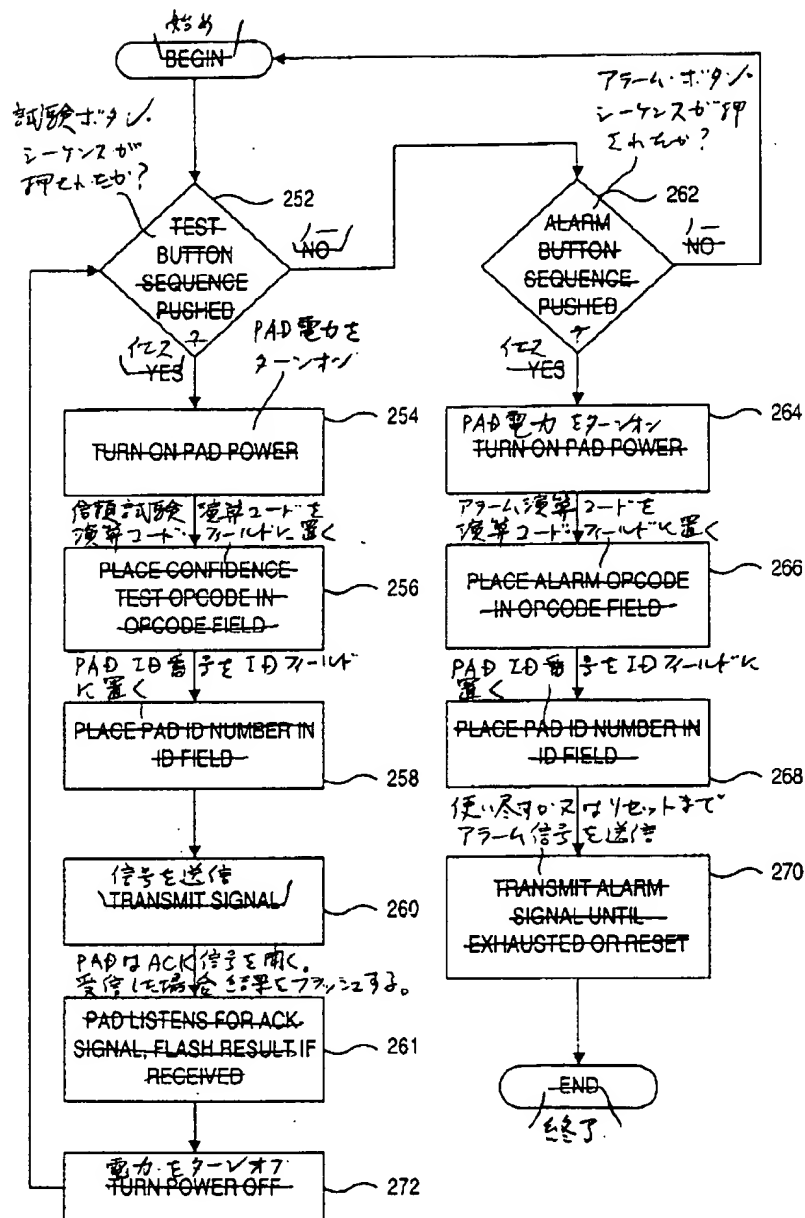 始め
BEGIN
試験ボタン・
シーケンスが
押されたか?
252
TEST
BUTTON
SEQUENCE
PUSHED
?
ノー
NO
イエス
YES
PAD電力を
ターンオン
254
TURN ON PAD POWER
信頼試験演算コードを
演算コード・フィールドに置く
256
PLACE CONFIDENCE
TEST OPCODE IN
OPCODE FIELD
PAD ID番号をIDフィールド
に置く
PLACE PAD ID NUMBER IN
ID FIELD
258
信号を送信
TRANSMIT SIGNAL
260
PADはACK信号を聞く。
受信した場合結果をフラッシュする。
PAD LISTENS FOR ACK
SIGNAL, FLASH RESULT IF
RECEIVED
261
電力をターンオフ
TURN POWER OFF
272
アラーム・ボタン・
シーケンスが押
されたか?
262
ALARM
BUTTON
SEQUENCE
PUSHED
?
ノー
NO
イエス
YES
264
PAD電力をターンオン
TURN ON PAD POWER
アラーム演算コードを
演算コード・フィールドに置く
266
PLACE ALARM OPCODE
IN OPCODE FIELD
PAD ID番号をIDフィールドに
置く
PLACE PAD ID NUMBER IN
ID FIELD
268
使い尽すか又はリセットまで
アラーム信号を送信
270
TRANSMIT ALARM
SIGNAL UNTIL
EXHAUSTED OR RESET
END
終了